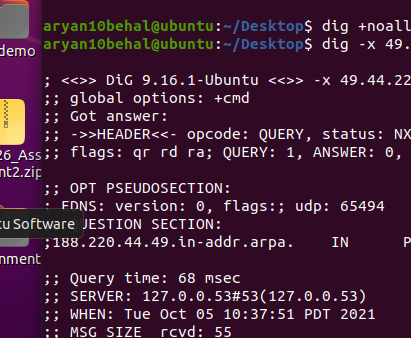 aryan10behal@ubuntu:~/Desktop$ dig +noall
demo
aryan10behal@ubuntu:~/Desktop$ dig -x 49.
; <<>> DiG 9.16.1-Ubuntu <<>> -x 49.44.22
;; global options: +cmd
;; Got answer:
;; ->>HEADER<<- opcode: QUERY, status: NX
26_Ass
;; flags: qr rd ra; QUERY: 1, ANSWER: 0,
nt2.zip
;; OPT PSEUDOSECTION:
; EDNS: version: 0, flags:; udp: 65494
tu Software
UESTION SECTION:
;188.220.44.49.in-addr.arpa. IN P
nment
;; Query time: 68 msec
;; SERVER: 127.0.0.53#53(127.0.0.53)
;; WHEN: Tue Oct 05 10:37:51 PDT 2021
;; MSG SIZE rcvd: 55